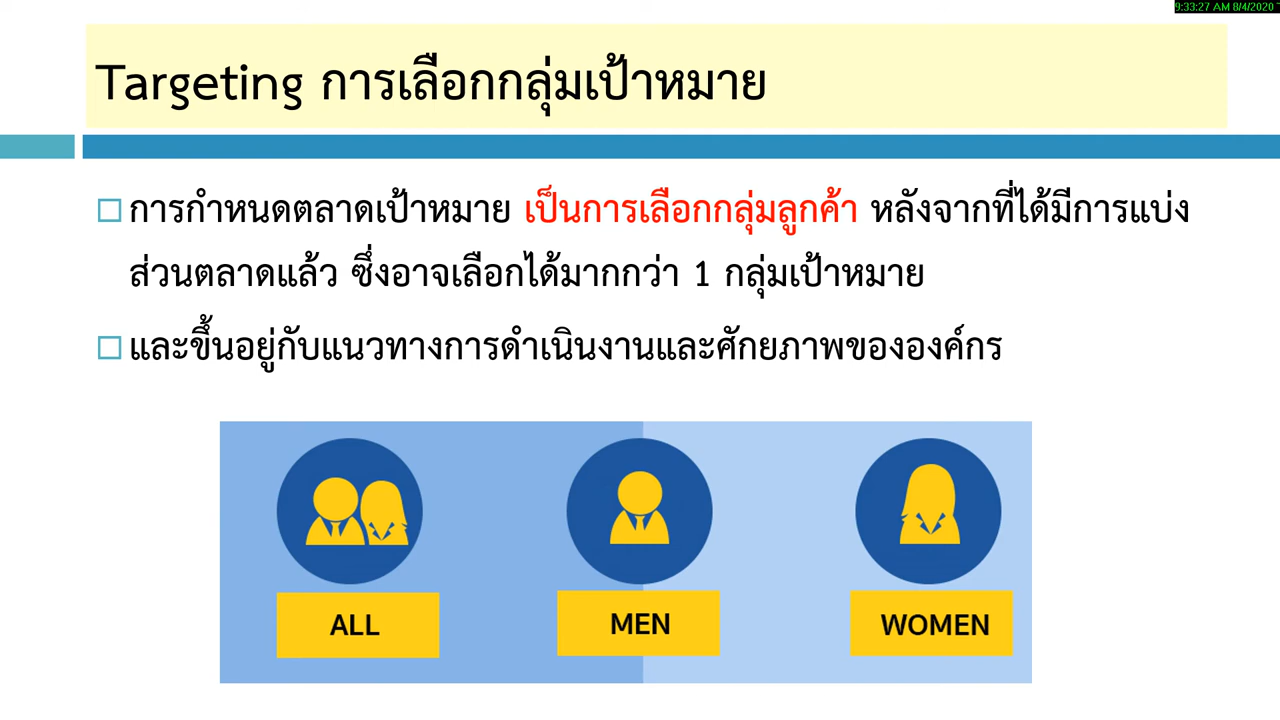 9:33:27 AM 8/4/2020
Targeting การเลือกกลุ่มเป้าหมาย
การกำหนดตลาดเป้าหมาย เป็นการเลือกกลุ่มลูกค้า หลังจากที่ได้มีการแบ่ง
ส่วนตลาดแล้ว ซึ่งอาจเลือกได้มากกว่า 1 กลุ่มเป้าหมาย
และขึ้นอยู่กับแนวทางการดำเนินงานและศักยภาพขององค์กร
ALL
MEN
WOMEN